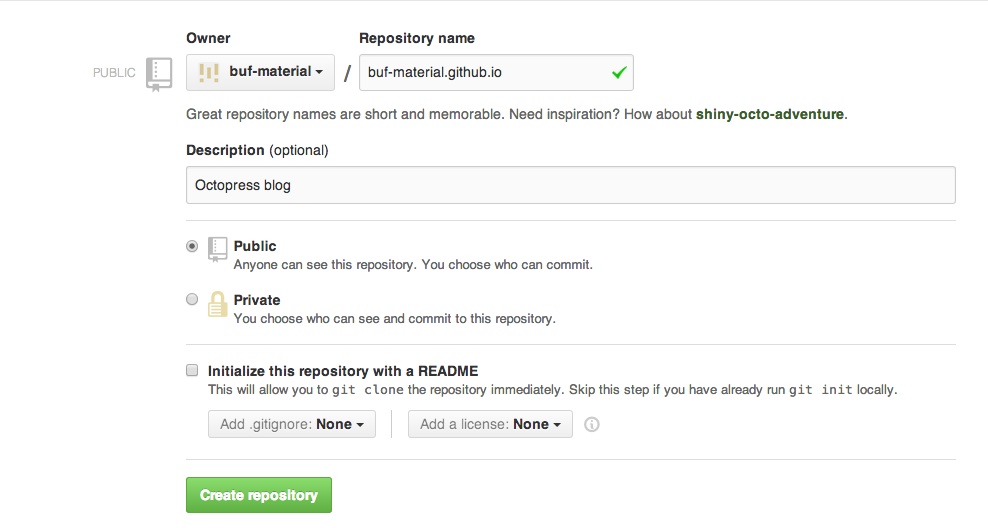 Owner
Repository name
PUBLIC
buf-material
/
buf-material.github.io
Great repository names are short and memorable. Need inspiration? How about shiny-octo-adventure.
Description (optional)
Octopress blog
Public
Anyone can see this repository. You choose who can commit.
Private
You choose who can see and commit to this repository.
Initialize this repository with a README
This will allow you to git clone the repository immediately. Skip this step if you have already run git init locally.
Add .gitignore: None
Add a license: None
Create repository